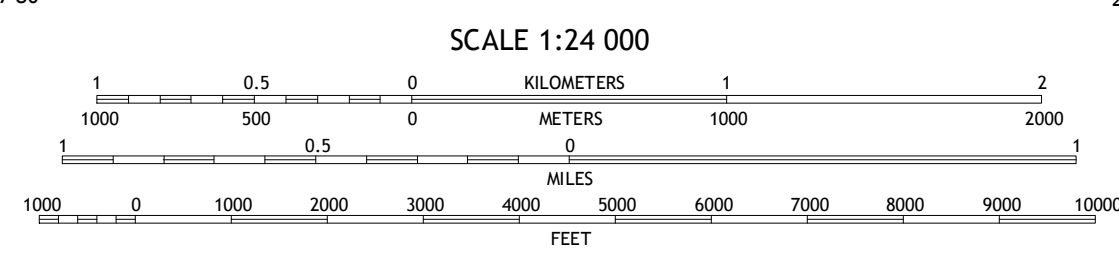 SCALE 1:24 000
1 0.5 0 KILOMETERS 1 2
1000 500 0 METERS 1000 2000
1 0.5 0 1
MILES
1000 0 1000 2000 3000 4000 5000 6000 7000 8000 9000 10000
FEET